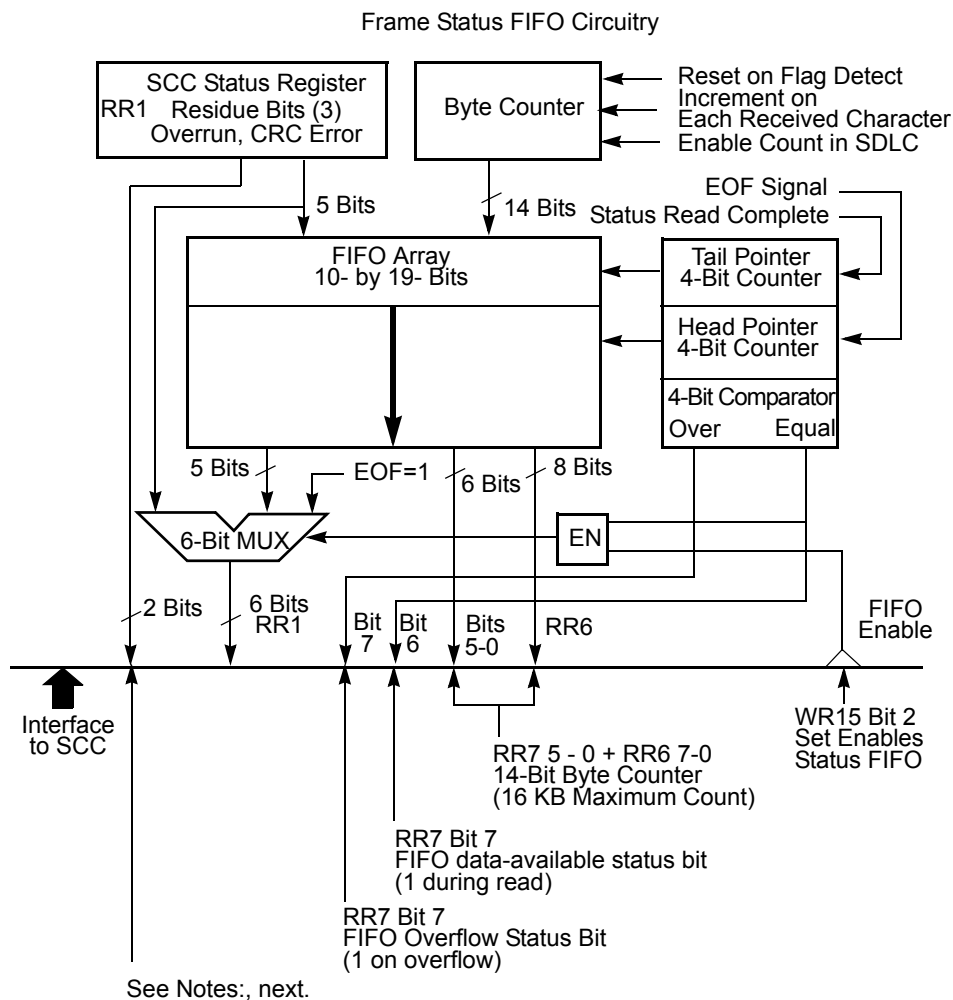 Frame Status FIFO Circuitry
SCC Status Register
RR1
Residue Bits (3)
Overrun, CRC Error
Byte Counter
Reset on Flag Detect
Increment on
Each Received Character
Enable Count in SDLC
EOF Signal
Status Read Complete
5 Bits
14 Bits
FIFO Array
10- by 19- Bits
Tail Pointer
4-Bit Counter
Head Pointer
4-Bit Counter
4-Bit Comparator
Over Equal
5 Bits
EOF=1
6 Bits
8 Bits
6-Bit MUX
EN
2 Bits
6 Bits
RR1
Bit
7
Bit
6
Bits
5-0
RR6
FIFO
Enable
Interface
to SCC
WR15 Bit 2
Set Enables
Status FIFO
RR7 5 - 0 + RR6 7-0
14-Bit Byte Counter
(16 KB Maximum Count)
RR7 Bit 7
FIFO data-available status bit
(1 during read)
RR7 Bit 7
FIFO Overflow Status Bit
(1 on overflow)
See Notes:, next.